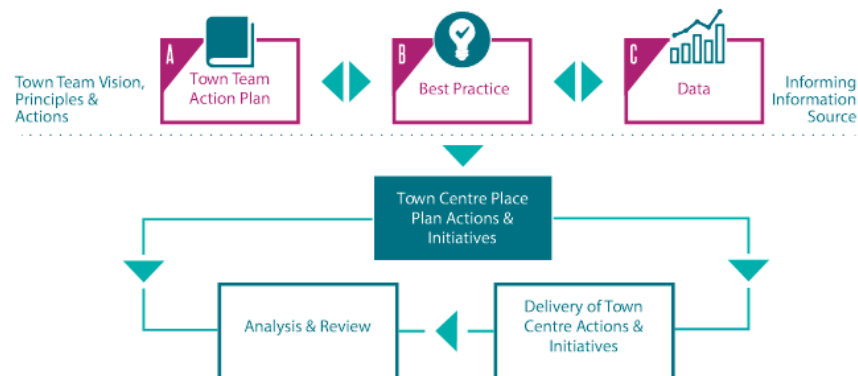 A
Town Team
Action Plan
B
Best Practice
C
Data
Town Team Vision,
Principles &
Actions
Informing
Information
Source
Town Centre Place
Plan Actions &
Initiatives
Analysis & Review
Delivery of Town
Centre Actions &
Initiatives